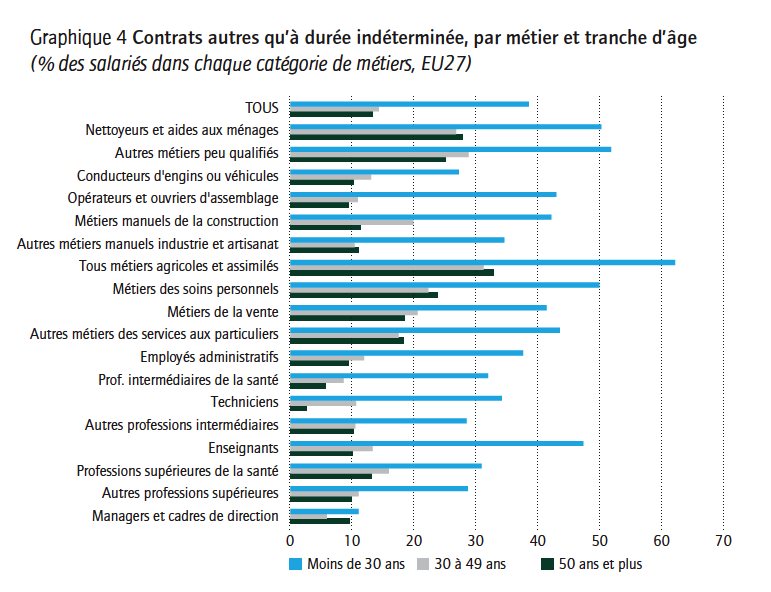 Graphique 4 Contrats autres qu'à durée indéterminée, par métier et tranche d'âge
(% des salariés dans chaque catégorie de métiers, EU27)
TOUS
Nettoyeurs et aides aux ménages
Autres métiers peu qualifiés
Conducteurs d'engins ou véhicules
Opérateurs et ouvriers d'assemblage
Métiers manuels de la construction
Autres métiers manuels industrie et artisanat
Tous métiers agricoles et assimilés
Métiers des soins personnels
Métiers de la vente
Autres métiers des services aux particuliers
Employés administratifs
Prof. intermédiaires de la santé
Techniciens
Autres professions intermédiaires
Enseignants
Professions supérieures de la santé
Autres professions supérieures
Managers et cadres de direction
0 10 20 30 40 50 60 70
Moins de 30 ans 30 à 49 ans 50 ans et plus